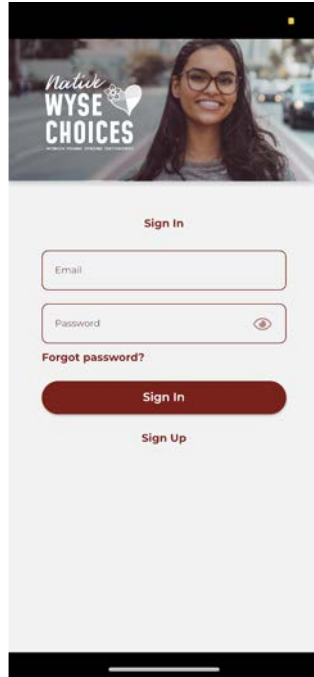 Native
WYSE
CHOICES
Sign In
Email
Password
Forgot password?
Sign In
Sign Up